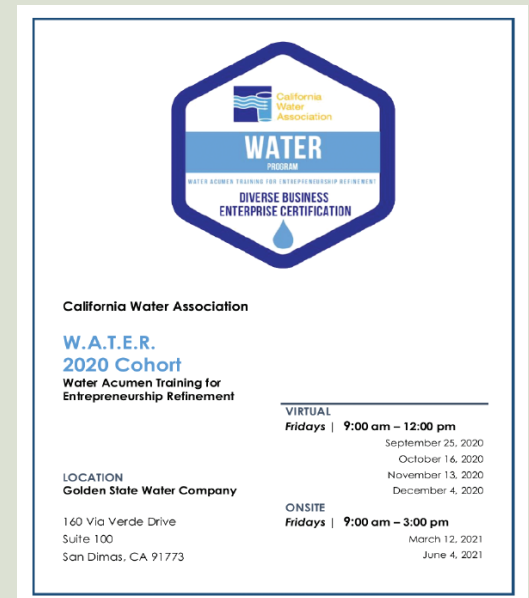 California
Water
Association
WATER
PROGRAM
WATER ACUMEN TRAINING FOR ENTREPRENEURSHIP REFINEMENT
DIVERSE BUSINESS
ENTERPRISE CERTIFICATION
California Water Association
W.A.T.E.R.
2020 Cohort
Water Acumen Training for
Entrepreneurship Refinement
LOCATION
Golden State Water Company
160 Via Verde Drive
Suite 100
San Dimas, CA 91773
VIRTUAL
Fridays | 9:00 am – 12:00 pm
September 25, 2020
October 16, 2020
November 13, 2020
December 4, 2020
ONSITE
Fridays | 9:00 am – 3:00 pm
March 12, 2021
June 4, 2021